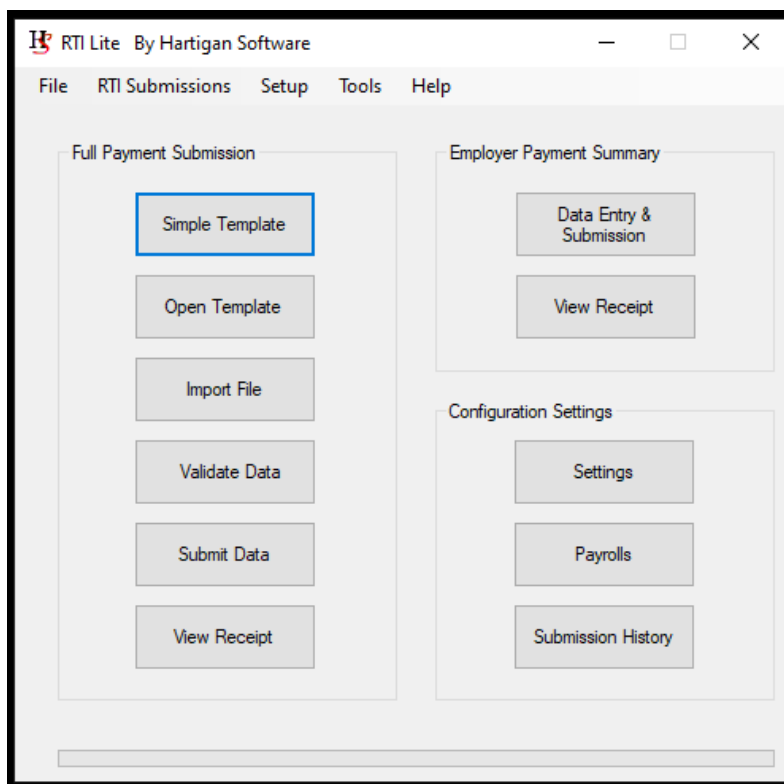 HS RTI Lite By Hartigan Software
File RTI Submissions Setup Tools Help
Full Payment Submission
Simple Template
Open Template
Import File
Validate Data
Submit Data
View Receipt
Employer Payment Summary
Data Entry &
Submission
View Receipt
Configuration Settings
Settings
Payrolls
Submission History